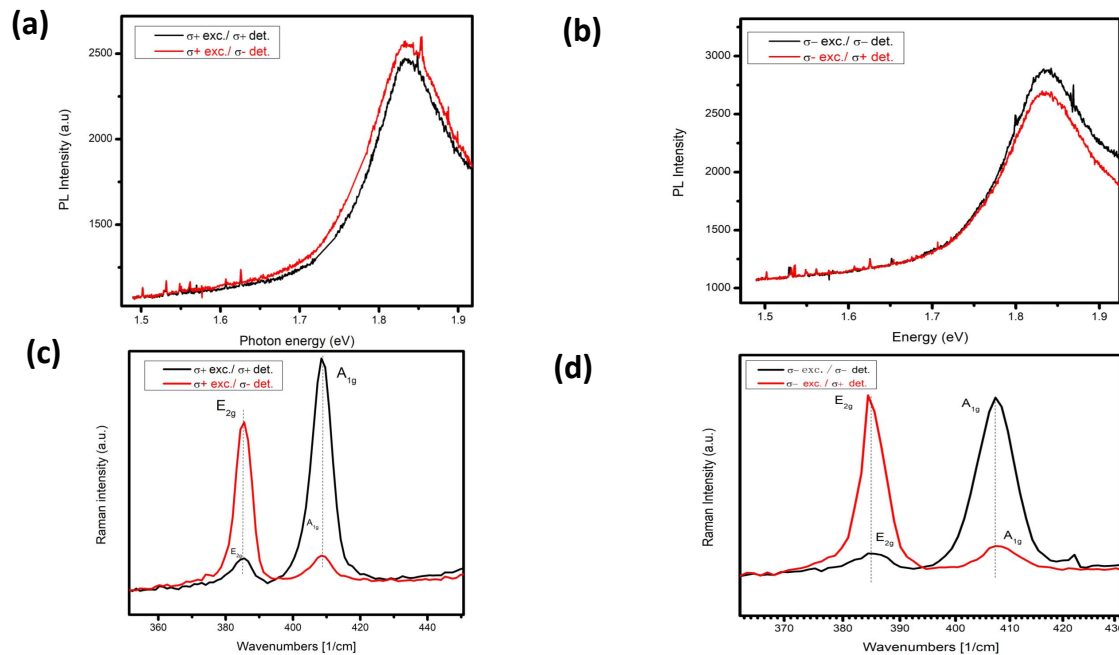 (a)
σ+ exc./ σ+ det.
σ+ exc./ σ- det.
PL Intensity (a.u)
2500
2000
1500
1.5 1.6 1.7 1.8 1.9
Photon energy (eV)
(b)
σ− exc./ σ− det.
σ− exc./ σ+ det.
PL Intensity
3000
2500
2000
1500
1000
1.5 1.6 1.7 1.8 1.9
Energy (eV)
(c)
σ+ exc./ σ+ det.
σ+ exc./ σ- det.
A1g
E2g
A1g
E2g
Raman intensity (a.u.)
360 380 400 420 440
Wavenumbers [1/cm]
(d)
σ− exc. / σ− det.
σ− exc. / σ+ det.
E2g
A1g
E2g
A1g
Raman Intensity (a.u.)
370 380 390 400 410 420 430
Wavenumbers [1/cm]